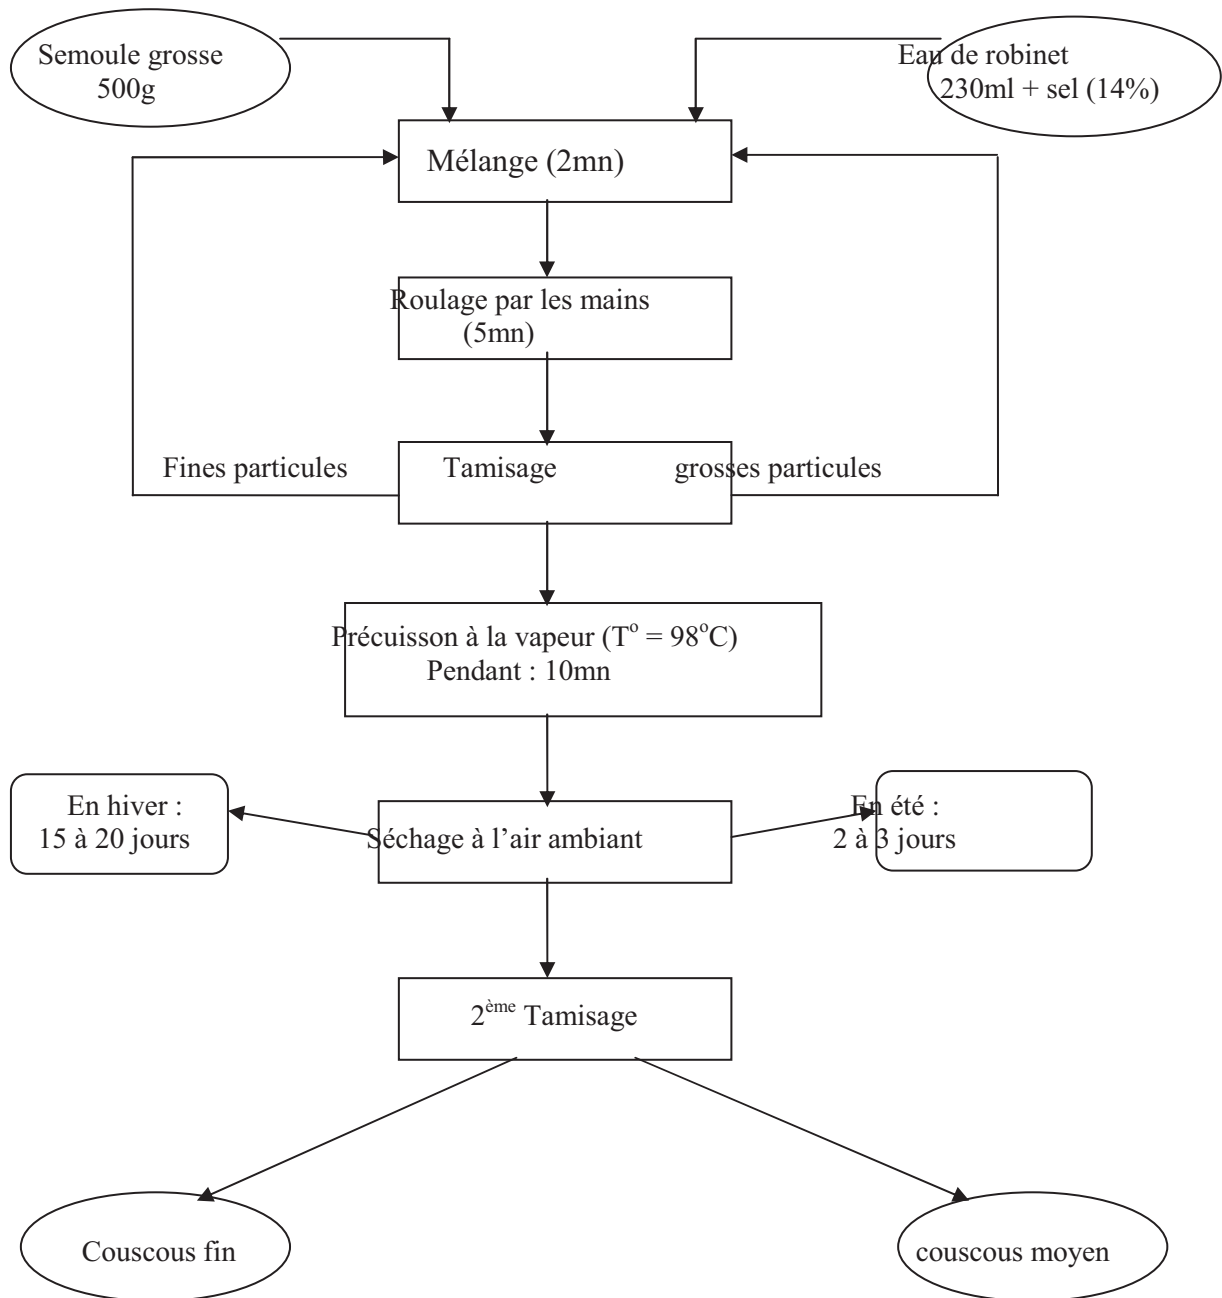 Semoule grosse
500g
Eau de robinet
230ml + sel (14%)
Mélange (2mn)
Roulage par les mains
(5mn)
Fines particules
Tamisage
grosses particules
Précuisson à la vapeur (Tº = 98ºC)
Pendant : 10mn
En hiver :
15 à 20 jours
Séchage à l’air ambiant
En été :
2 à 3 jours
2ème Tamisage
Couscous fin
couscous moyen